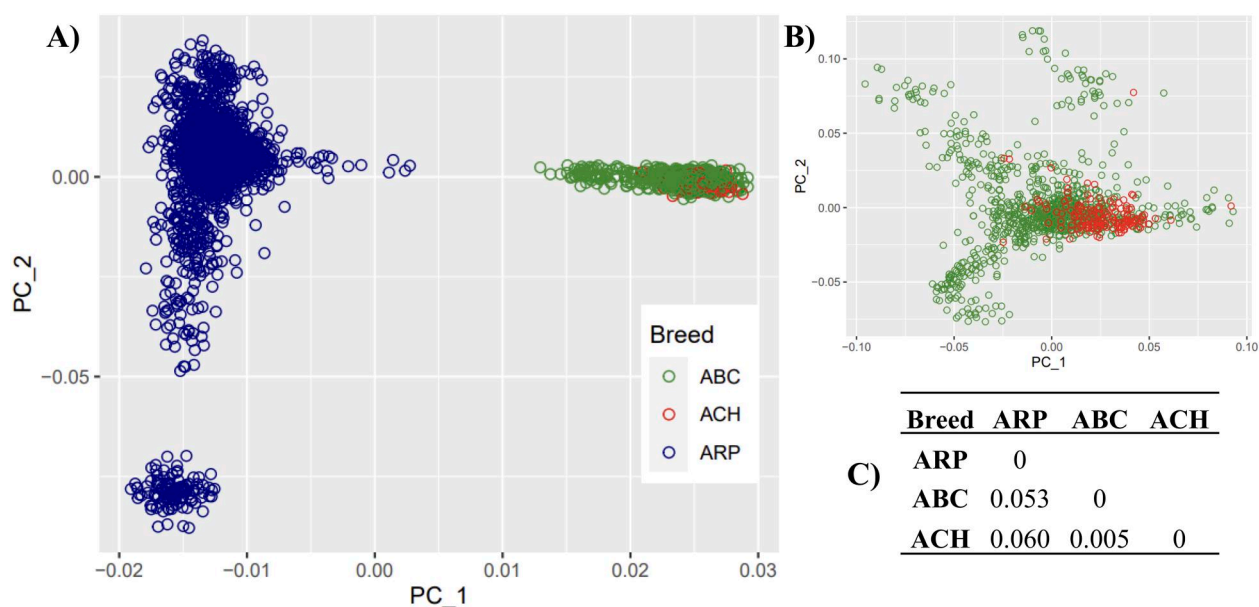 A)
0.00
−0.05
PC_2
−0.02
−0.01
0.00
0.01
0.02
0.03
PC_1
Breed
ABC
ACH
ARP
B)
0.10
0.05
0.00
−0.05
PC_2
−0.10
−0.05
0.00
0.05
0.10
PC_1
C)
Breed ARP ABC ACH
ARP 0
ABC 0.053 0
ACH 0.060 0.005 0